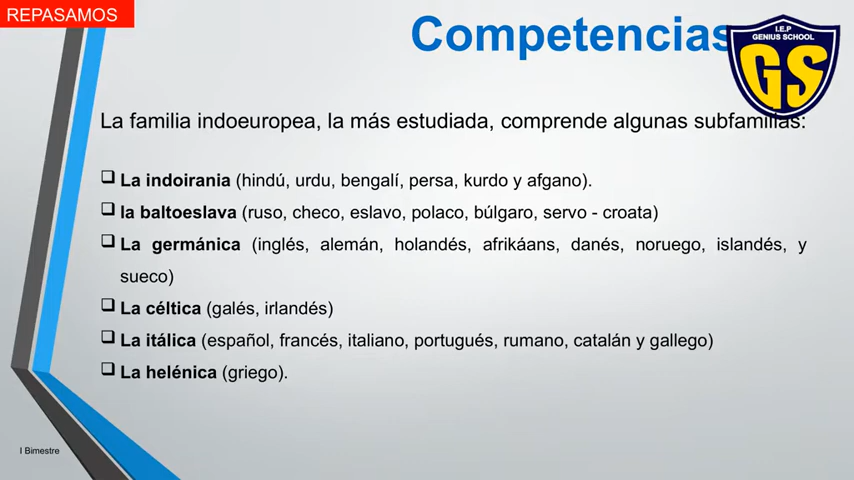 REPASAMOS
Competencias
I.E.P
GENIUS SCHOOL
GS
La familia indoeuropea, la más estudiada, comprende algunas subfamilias:
La indoirania (hindú, urdu, bengalí, persa, kurdo y afgano).
la baltoeslava (ruso, checo, eslavo, polaco, búlgaro, servo - croata)
La germánica (inglés, alemán, holandés, afrikáans, danés, noruego, islandés, y
sueco)
La céltica (galés, irlandés)
La itálica (español, francés, italiano, portugués, rumano, catalán y gallego)
La helénica (griego).
I Bimestre